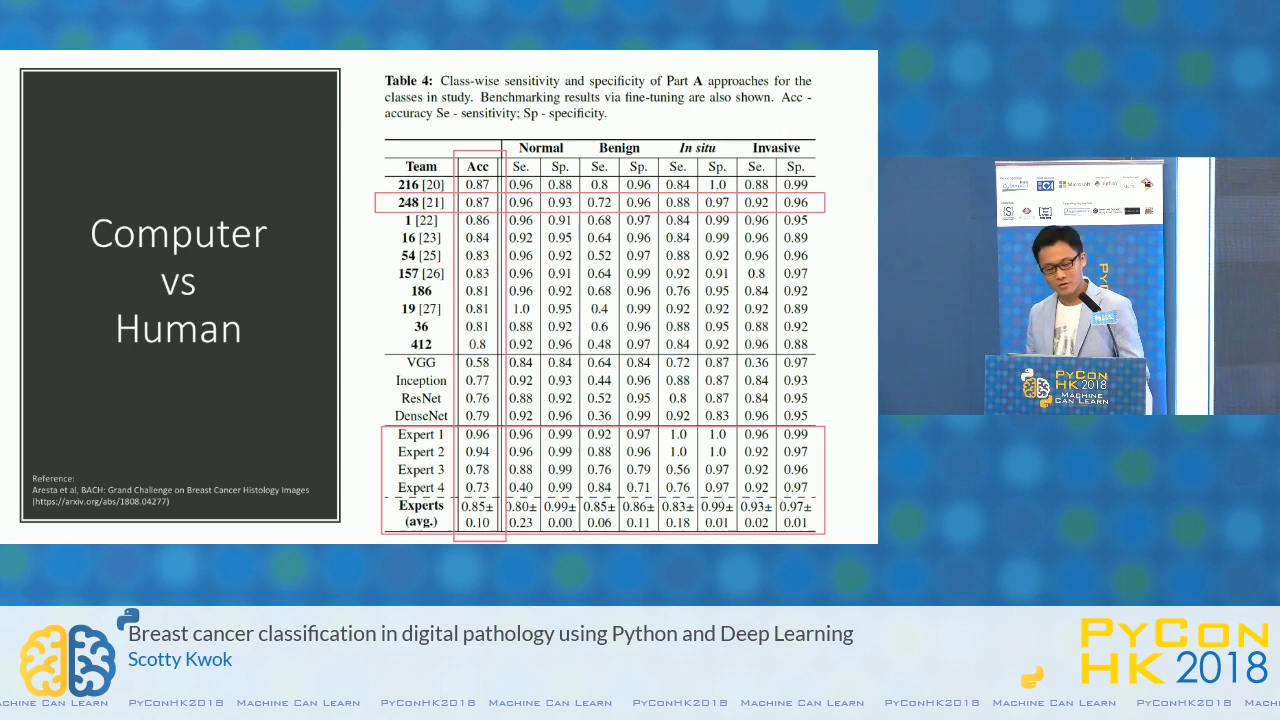 Computer
vs
Human
Reference:
Aresta et al, BACH: Grand Challenge on Breast Cancer Histology Images
(https://arxiv.org/abs/1808.04277)
Table 4: Class-wise sensitivity and specificity of Part A approaches for the
classes in study. Benchmarking results via fine-tuning are also shown. Acc -
accuracy Se - sensitivity; Sp - specificity.
Normal Benign In situ Invasive
Team Acc Se. Sp. Se. Sp. Se. Sp. Se. Sp.
216 [20] 0.87 0.96 0.88 0.8 0.96 0.84 1.0 0.88 0.99
248 [21] 0.87 0.96 0.93 0.72 0.96 0.88 0.97 0.92 0.96
1 [22] 0.86 0.96 0.91 0.68 0.97 0.84 0.99 0.96 0.95
16 [23] 0.84 0.92 0.95 0.64 0.96 0.84 0.99 0.96 0.89
54 [25] 0.83 0.96 0.92 0.52 0.97 0.88 0.92 0.96 0.96
157 [26] 0.83 0.96 0.91 0.64 0.99 0.92 0.91 0.8 0.97
186 0.81 0.96 0.92 0.68 0.96 0.76 0.95 0.84 0.92
19 [27] 0.81 1.0 0.95 0.4 0.99 0.92 0.92 0.92 0.89
36 0.81 0.88 0.92 0.6 0.96 0.88 0.95 0.88 0.92
412 0.8 0.92 0.96 0.48 0.97 0.84 0.92 0.96 0.88
VGG 0.58 0.84 0.84 0.64 0.84 0.72 0.87 0.36 0.97
Inception 0.77 0.92 0.93 0.44 0.96 0.88 0.87 0.84 0.93
ResNet 0.76 0.88 0.92 0.52 0.95 0.8 0.87 0.84 0.95
DenseNet 0.79 0.92 0.96 0.36 0.99 0.92 0.83 0.96 0.95
Expert 1 0.96 0.96 0.99 0.92 0.97 1.0 1.0 0.96 0.99
Expert 2 0.94 0.96 0.99 0.88 0.96 1.0 1.0 0.92 0.97
Expert 3 0.78 0.88 0.99 0.76 0.79 0.56 0.97 0.92 0.96
Expert 4 0.73 0.40 0.99 0.84 0.71 0.76 0.97 0.92 0.97
Experts 0.85± 0.80± 0.99± 0.85± 0.86± 0.83± 0.99± 0.93± 0.97±
(avg.) 0.10 0.23 0.00 0.06 0.11 0.18 0.01 0.02 0.01
Microsoft
PyCon
HK 2018
Machine
Can Learn
Breast cancer classification in digital pathology using Python and Deep Learning
Scotty Kwok
PyCon
HK 2018
achine Can Learn PyConHK2018 Machine Can Learn PyConHK2018 Machine Can Learn PyConHK2018 Machine Can Learn PyConHK2018 Machine Can Learn PyConHK2018 Mach